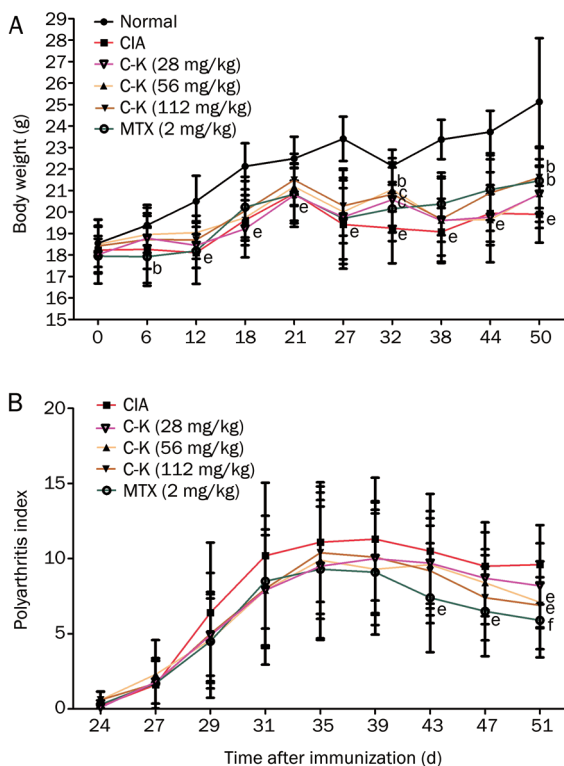 A
Normal
CIA
C-K (28 mg/kg)
C-K (56 mg/kg)
C-K (112 mg/kg)
MTX (2 mg/kg)
Body weight (g)
29
28
27
26
25
24
23
22
21
20
19
18
17
16
15
b
e
e
e
e
b
c
c
e
e
b
b
e
0 6 12 18 21 27 32 38 44 50
B
CIA
C-K (28 mg/kg)
C-K (56 mg/kg)
C-K (112 mg/kg)
MTX (2 mg/kg)
Polyarthritis index
20
15
10
5
0
e
e
e
e
f
24 27 29 31 35 39 43 47 51
Time after immunization (d)